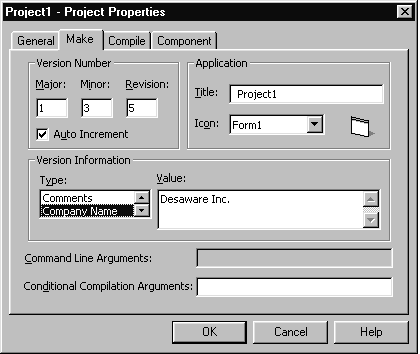 Project1 - Project Properties
General Make Compile Component
Version Number
Major: Minor: Revision:
1 3 5
Auto Increment
Application
Title: Project1
Icon: Form1
Version Information
Type: Value:
Comments
Company Name
Desaware Inc.
Command Line Arguments:
Conditional Compilation Arguments:
OK Cancel Help